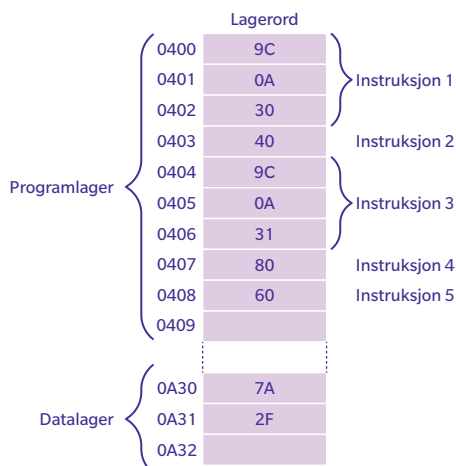 Lagerord
0400 9C
0401 0A Instruksjon 1
0402 30
0403 40 Instruksjon 2
0404 9C
Programlager 0405 0A Instruksjon 3
0406 31
0407 80 Instruksjon 4
0408 60 Instruksjon 5
0409
0A30 7A
Datalager 0A31 2F
0A32